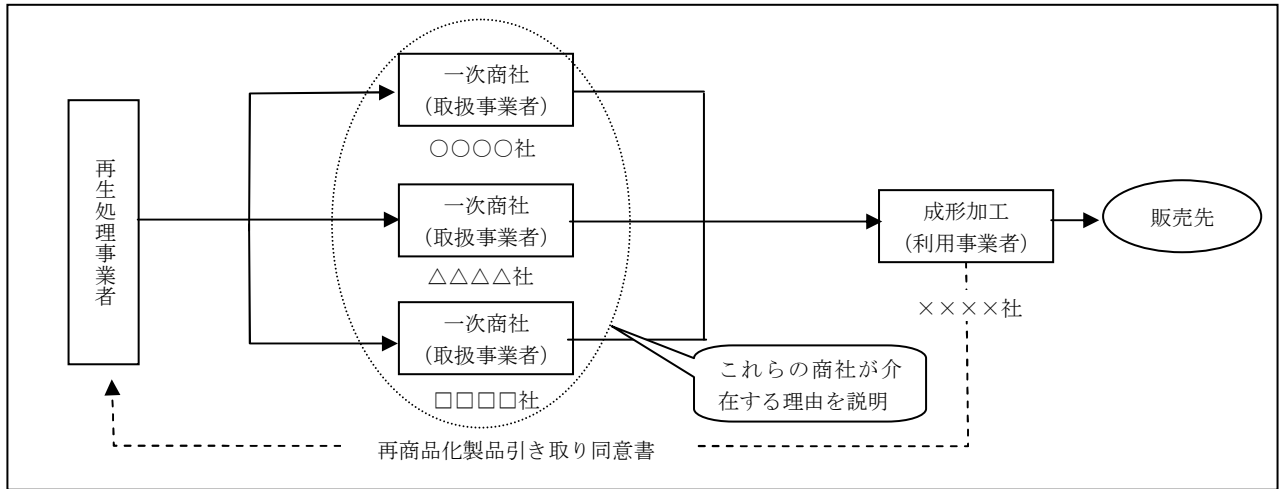 再生処理事業者
一次商社
（取扱事業者）
○○○○社
一次商社
（取扱事業者）
△△△△社
一次商社
（取扱事業者）
□□□□社
これらの商社が介
在する理由を説明
成形加工
（利用事業者）
××××社
販売先
再商品化製品引き取り同意書